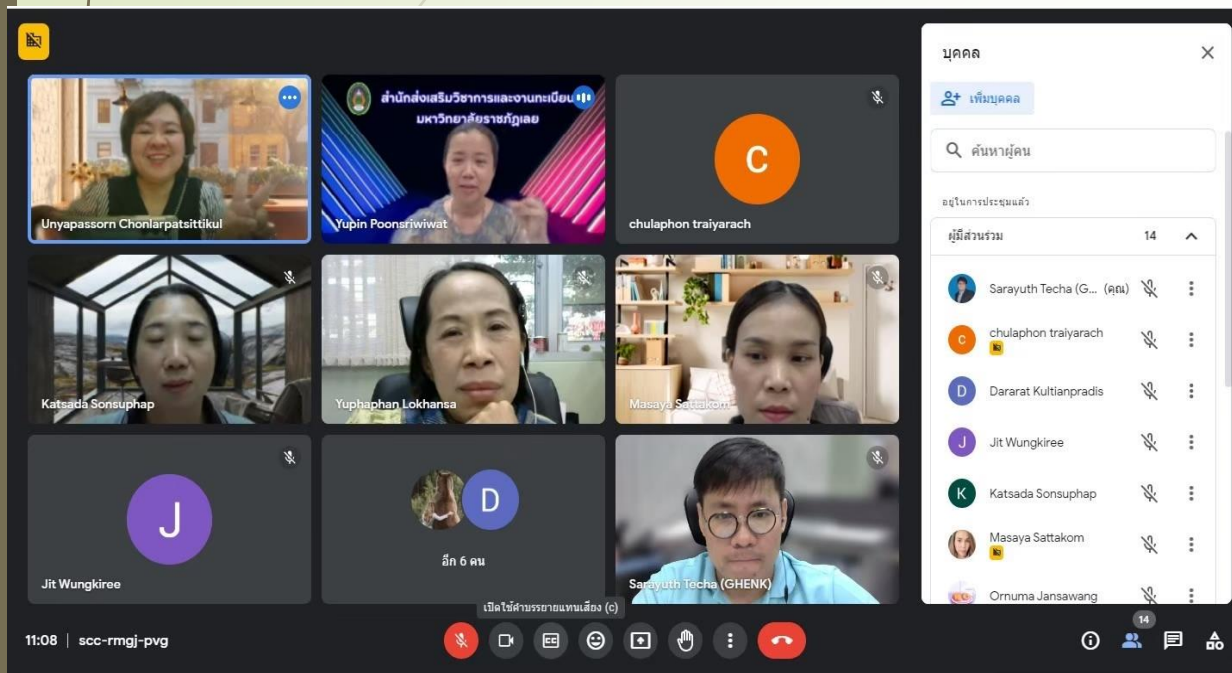 สำนักส่งเสริมวิชาการและงานทะเบียน
มหาวิทยาลัยราชภัฏเลย
Unyapassorn Chonlarpatsittikul
Yupin Poonsriwiwat
C
chulaphon traiyarach
Katsada Sonsuphap
Yuphaphan Lokhansa
Masaya Sattakom
J
Jit Wungkiree
D
อีก 6 คน
Sarayuth Techa (GHENK)
เปิดใช้คำบรรยายแทนเสียง (c)
11:08 | scc-rmgj-pvg
CC
14
บุคคล
เพิ่มบุคคล
ค้นหาผู้คน
อยู่ในการประชุมแล้ว
ผู้มีส่วนร่วม 14
Sarayuth Techa (G... (คุณ)
C chulaphon traiyarach
D Dararat Kultianpradis
J Jit Wungkiree
K Katsada Sonsuphap
Masaya Sattakom
Ornuma Jansawang